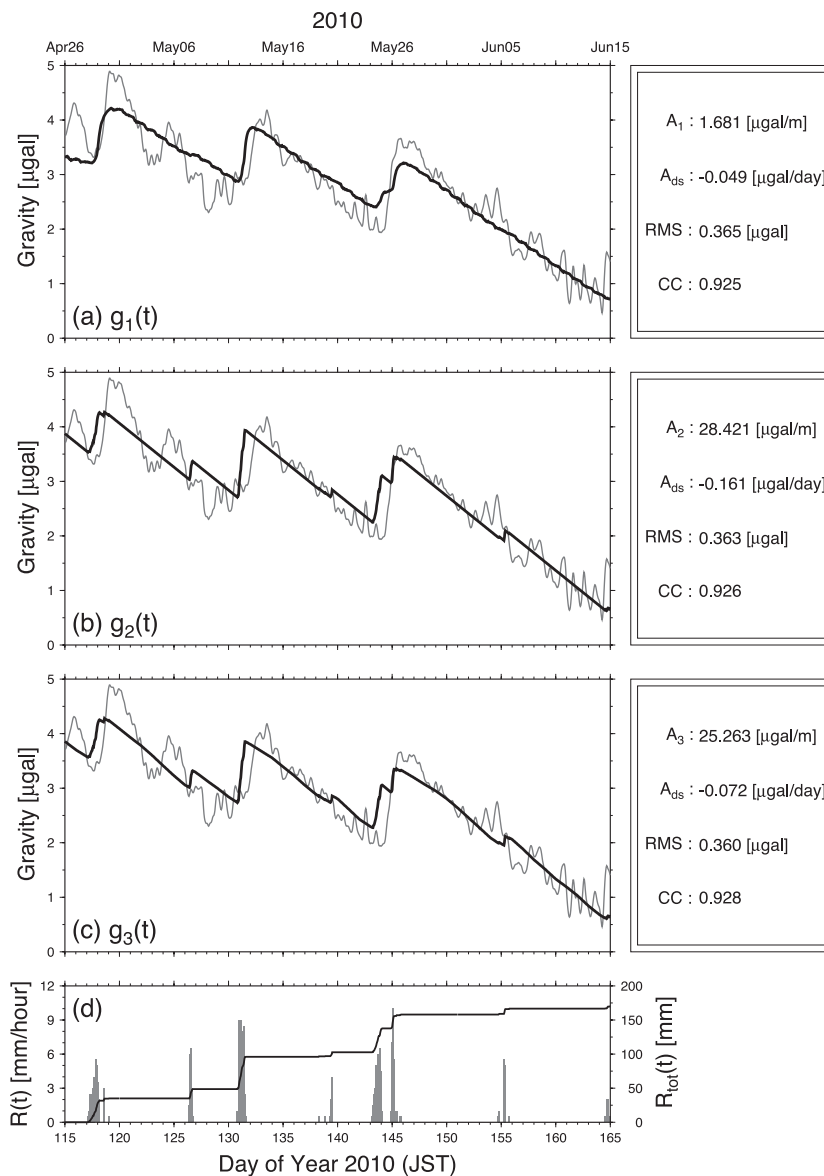 2010
Apr26 May06 May16 May26 Jun05 Jun15
5
4
3
2
1
0
Gravity [μgal]
(a) g1(t)
A1 : 1.681 [μgal/m]
Ads : -0.049 [μgal/day]
RMS : 0.365 [μgal]
CC : 0.925
5
4
3
2
1
0
Gravity [μgal]
(b) g2(t)
A2 : 28.421 [μgal/m]
Ads : -0.161 [μgal/day]
RMS : 0.363 [μgal]
CC : 0.926
5
4
3
2
1
0
Gravity [μgal]
(c) g3(t)
A3 : 25.263 [μgal/m]
Ads : -0.072 [μgal/day]
RMS : 0.360 [μgal]
CC : 0.928
12
9
6
3
0
R(t) [mm/hour]
(d)
200
150
100
50
0
Rtot(t) [mm]
115 120 125 130 135 140 145 150 155 160 165
Day of Year 2010 (JST)